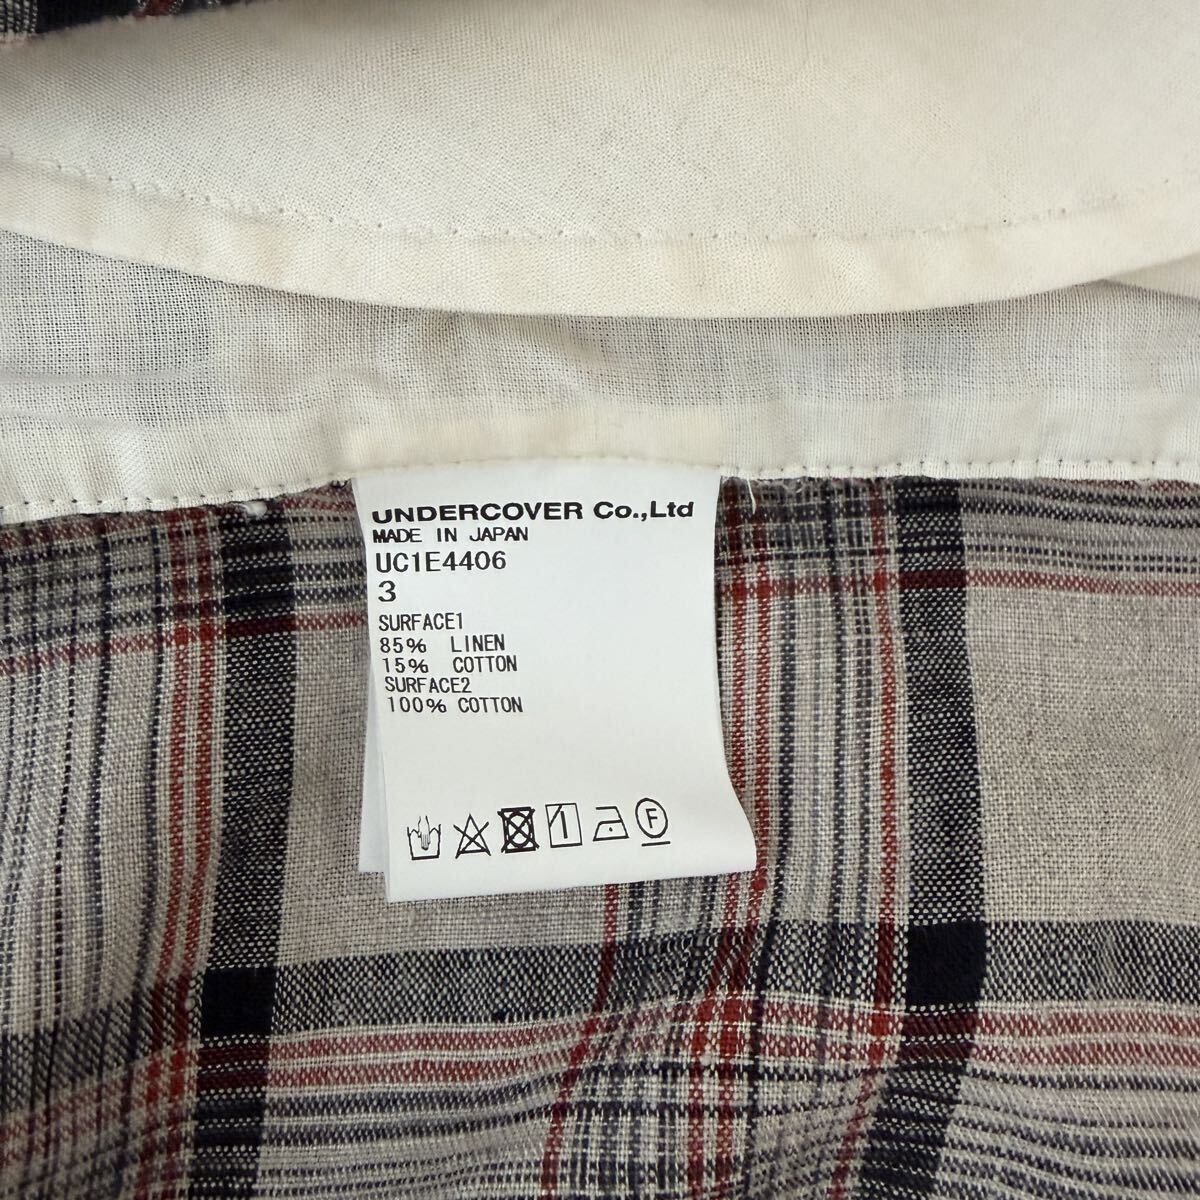 UNDERCOVER Co.,Ltd
MADE IN JAPAN
UC1E4406
3
SURFACE1
85% LINEN
15% COTTON
SURFACE2
100% COTTON
F